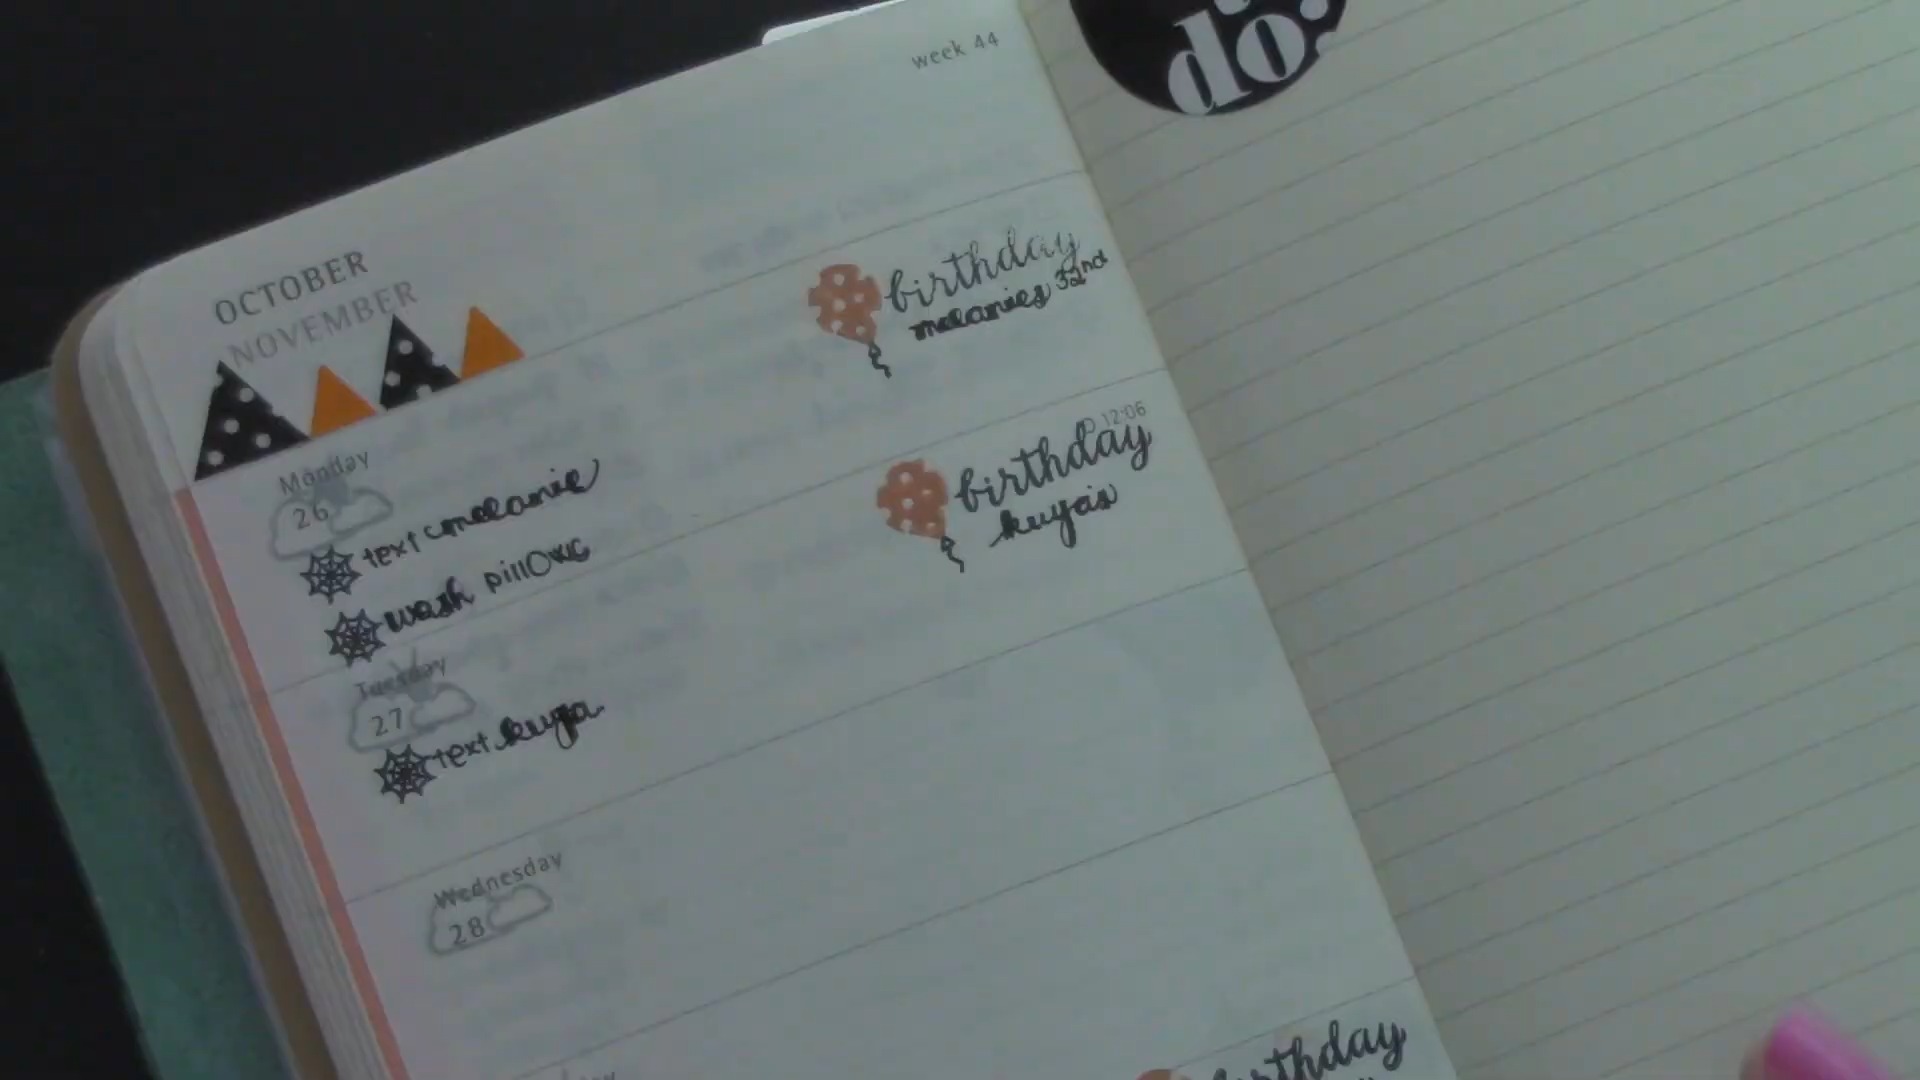 week 44
do.
OCTOBER
NOVEMBER
birthday
melanies 32nd
Monday
26
text melanie
wash pillows
12:06
birthday
kuyas
Tuesday
27
text kuya
Wednesday
28
birthday